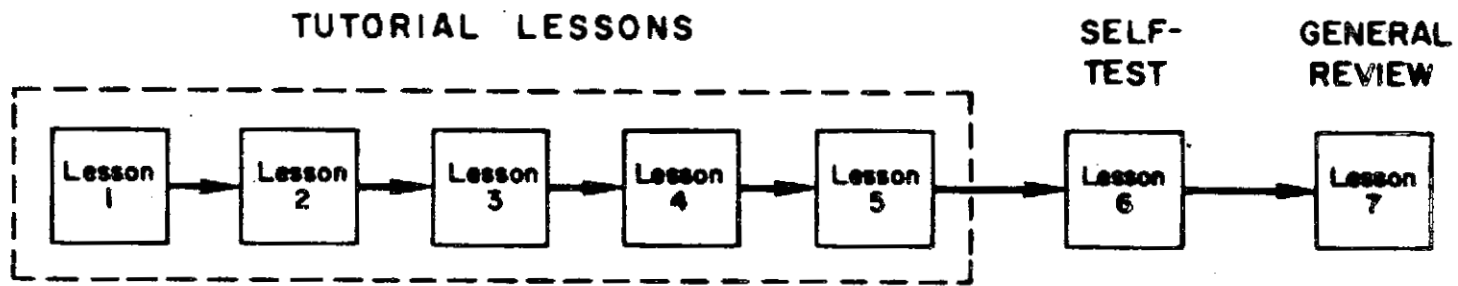 TUTORIAL LESSONS
SELF-
TEST
GENERAL
REVIEW
Lesson
1
Lesson
2
Lesson
3
Lesson
4
Lesson
5
Lesson
6
Lesson
7